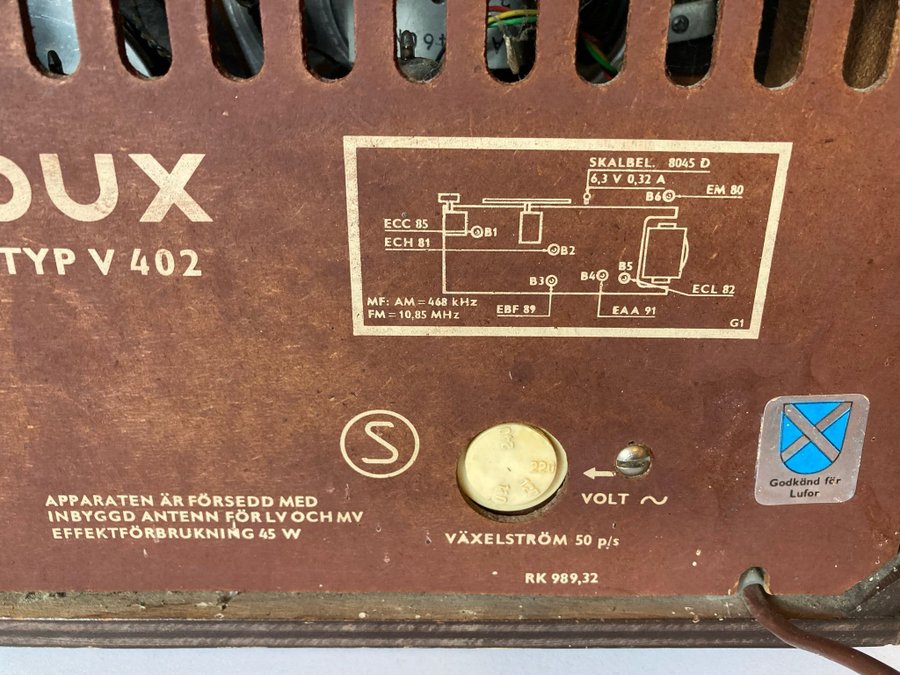 OUX
TYP V 402
SKALBEL. 8045 D
6,3 V 0,32 A
EM 80
B6
ECC 85
B1
ECH 81
B2
B3
B4
B5
ECL 82
MF: AM = 468 kHz
FM = 10,85 MHz
EBF 89
EAA 91
G1
S
APPARATEN ÄR FÖRSEDD MED
INBYGGD ANTENN FÖR LV OCH MV
EFFEKTFÖRBRUKNING 45 W
220
VOLT ~
VÄXELSTRÖM 50 p/s
RK 989,32
Godkänd för
Lufor